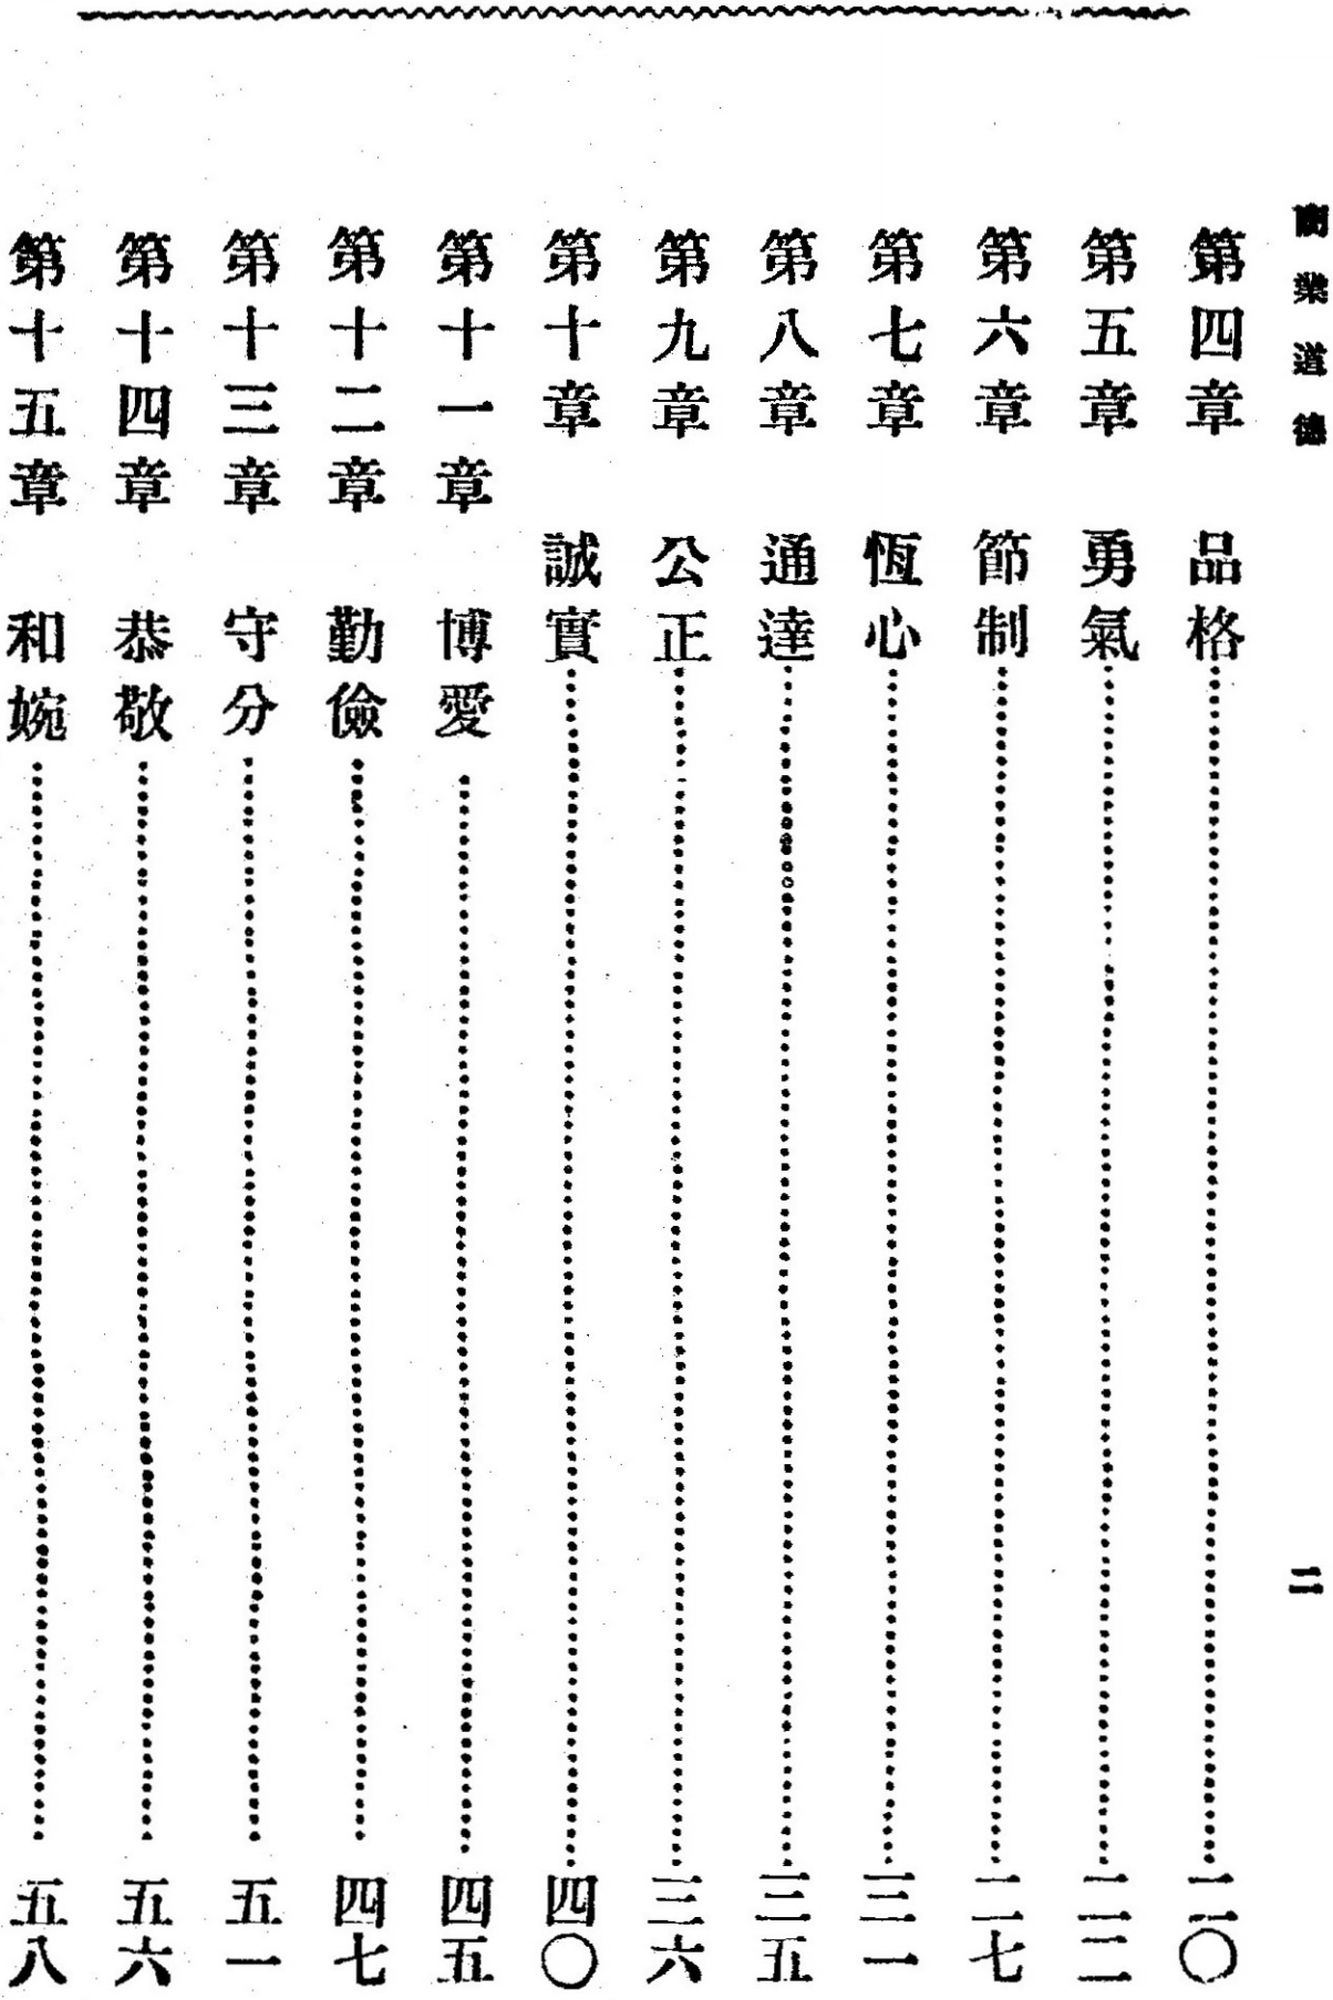 商業道德
二
第四章 品格……二〇
第五章 勇氣……二二
第六章 節制……二七
第七章 恆心……三一
第八章 通達……三五
第九章 公正……三六
第十章 誠實……四〇
第十一章 博愛……四五
第十二章 勤儉……四七
第十三章 守分……五一
第十四章 恭敬……五六
第十五章 和婉……五八